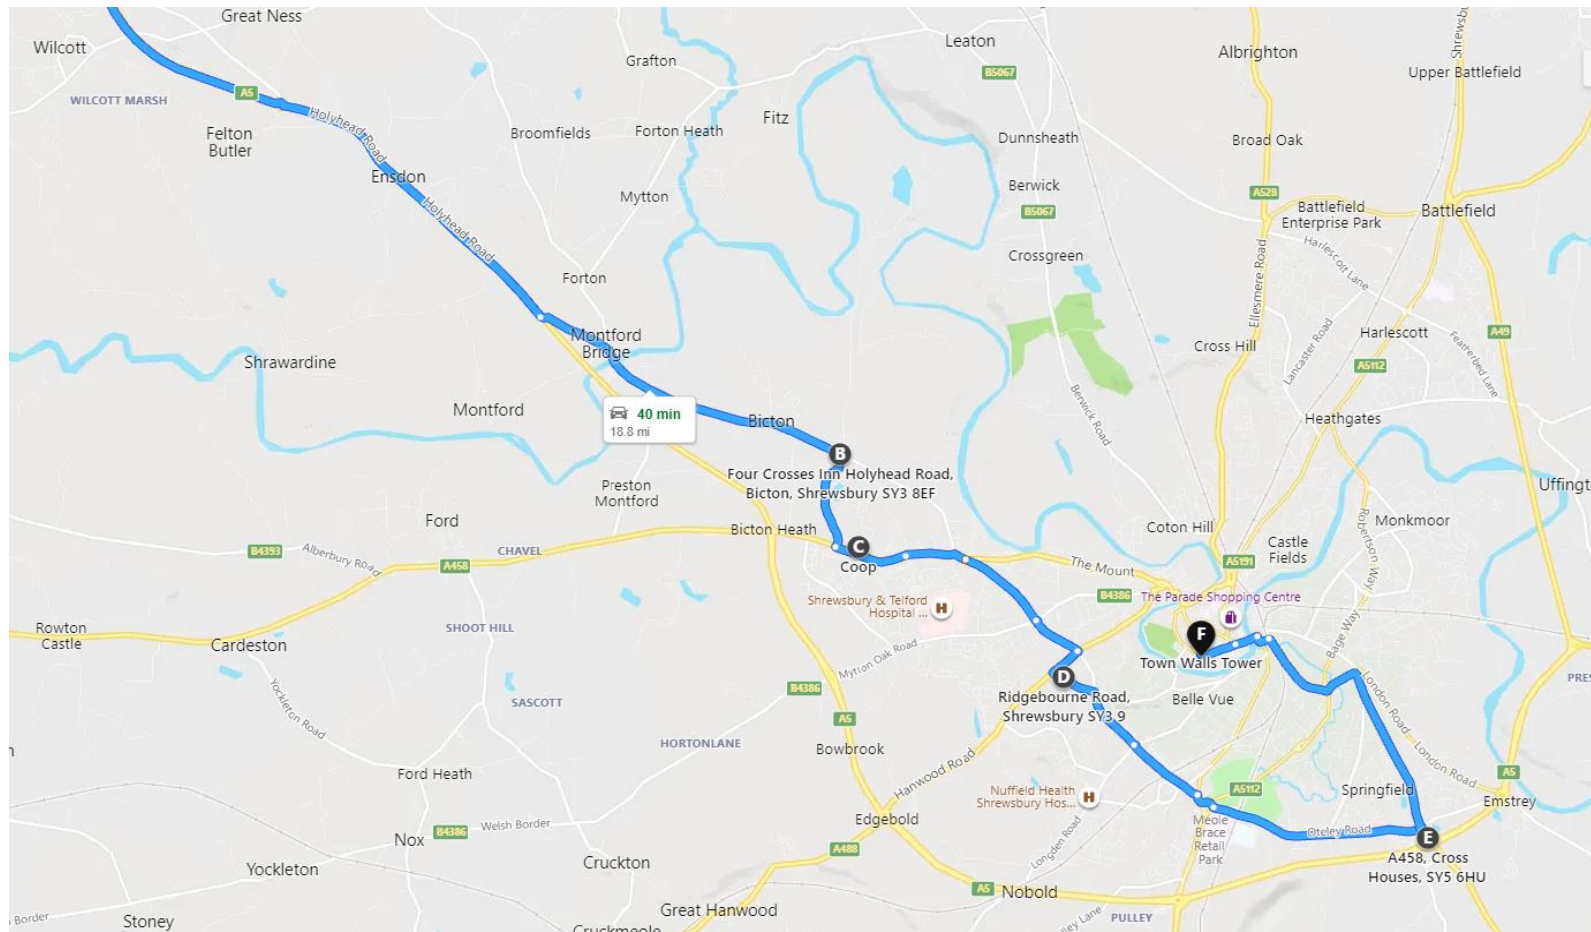 Great Ness
Wilcott
WILCOTT MARSH
A5
Felton
Butler
Holyhead Road
Ensdon
Holyhead Road
Grafton
Broomfields
Forton Heath
Mytton
Forton
Fitz
Leaton
B5067
Dunnsheath
Berwick
B5067
Crossgreen
Albrighton
Upper Battlefield
Broad Oak
A528
Battlefield
Enterprise Park
Battlefield
Harlescott Lane
Ellesmere Road
Lancaster Road
Harlescott
A49
Featherbed Lane
Cross Hill
A5112
Heathgates
Berwick Road
Montford
Bridge
Shrawardine
Montford
40 min
18.8 mi
Bicton
B
Four Crosses Inn Holyhead Road,
Bicton, Shrewsbury SY3 8EF
Preston
Montford
Ford
Bicton Heath
B4393
Alberbury Road
CHAVEL
A458
C
Coop
The Mount
Coton Hill
Castle
Fields
Monkmoor
Robertson Way
A5191
B4386
The Parade Shopping Centre
Shrewsbury & Telford
Hospital ...
H
F
Town Walls Tower
Bage Way
Rowton
Castle
Cardeston
SHOOT HILL
Mytton Oak Road
B4386
D
Ridgebourne Road,
Shrewsbury SY3 9
Belle Vue
London Road
SASCOTT
Yockleton Road
A5
HORTONLANE
Bowbrook
Hanwood Road
London Road
A5
Ford Heath
Nuffield Health
Shrewsbury Hos...
H
A5112
Springfield
Emstrey
Edgebold
Meole
Brace
Retail
Park
Oteley Road
E
A458, Cross
Houses, SY5 6HU
Nox
B4386
Welsh Border
A488
Longden Road
Yockleton
Cruckton
A5
Nobold
Great Hanwood
PULLEY
Border
Stoney